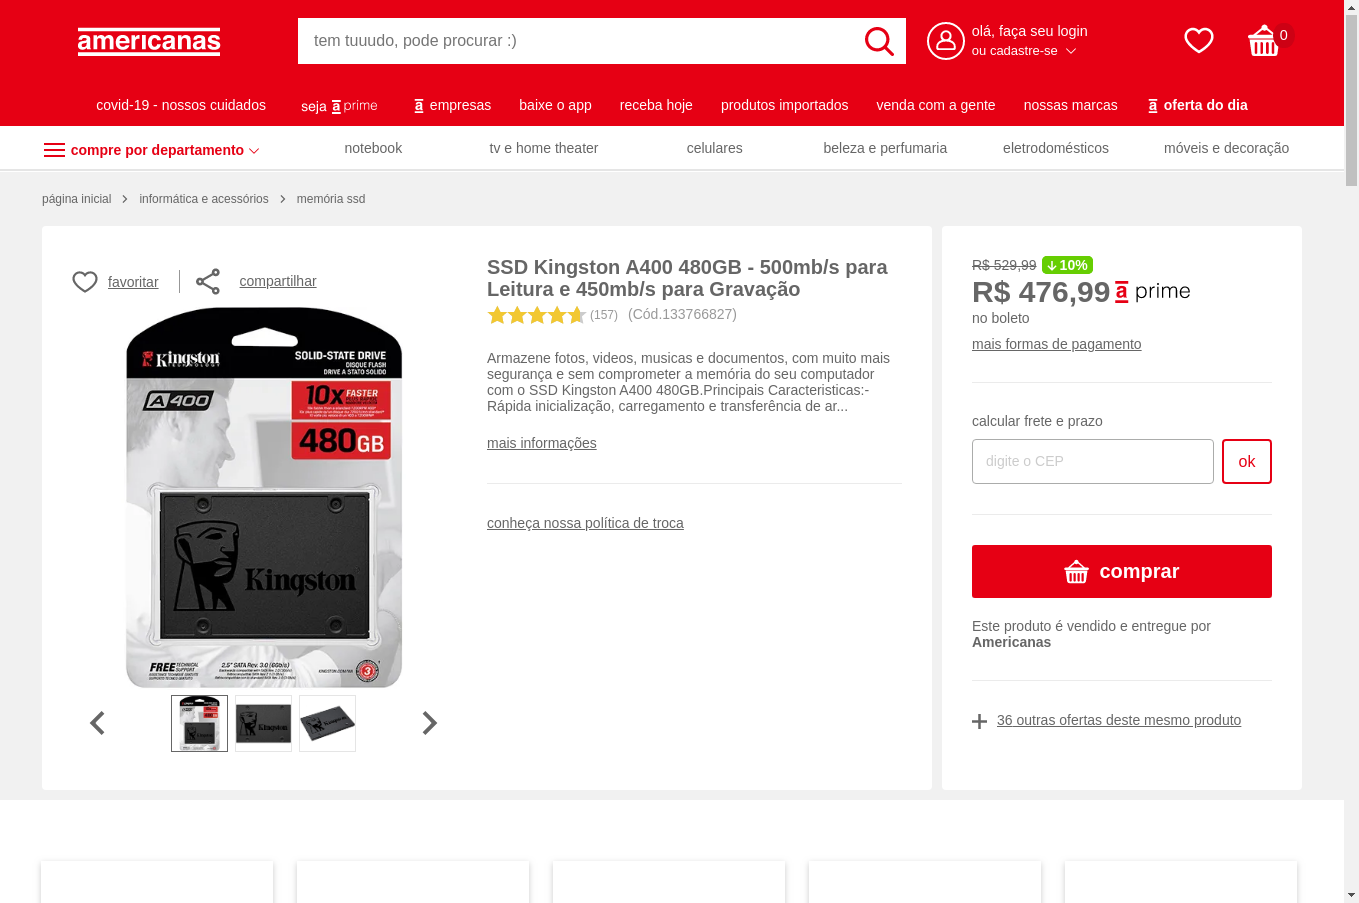 americanas
tem tuuudo, pode procurar :)
olá, faça seu login
ou cadastre-se
0
covid-19 - nossos cuidados
seja a prime
a empresas
baixe o app
receba hoje
produtos importados
venda com a gente
nossas marcas
a oferta do dia
compre por departamento
notebook
tv e home theater
celulares
beleza e perfumaria
eletrodomésticos
móveis e decoração
página inicial
informática e acessórios
memória ssd
favoritar
compartilhar
Kingston
TECHNOLOGY
SOLID-STATE DRIVE
DISQUE FLASH
DRIVE À STATO SOLIDO
A400
10x FASTER
480GB
Kingston
FREE TECHNICAL
SUPPORT
2.5" SATA Rev. 3.0 (6Gb/s)
3
SSD Kingston A400 480GB - 500mb/s para
Leitura e 450mb/s para Gravação
(157) (Cód.133766827)
Armazene fotos, videos, musicas e documentos, com muito mais
segurança e sem comprometer a memória do seu computador
com o SSD Kingston A400 480GB.Principais Caracteristicas:-
Rápida inicialização, carregamento e transferência de ar...
mais informações
conheça nossa política de troca
R$ 529,99 10%
R$ 476,99 a prime
no boleto
mais formas de pagamento
calcular frete e prazo
digite o CEP
ok
comprar
Este produto é vendido e entregue por
Americanas
36 outras ofertas deste mesmo produto